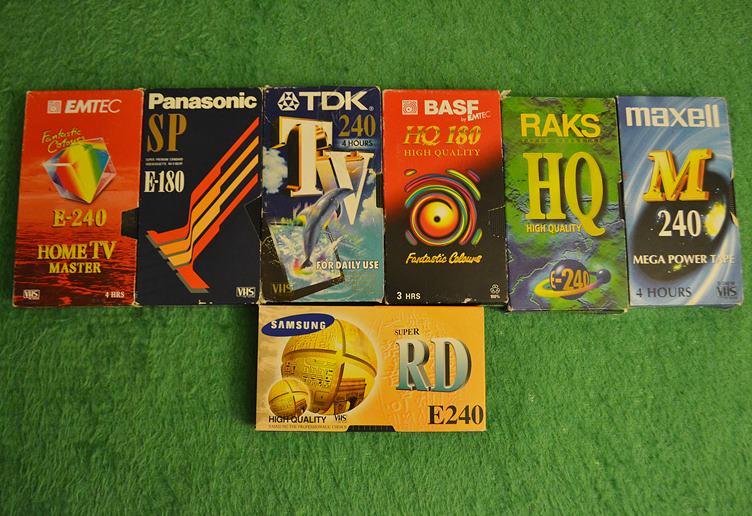 EMTEC
Fantastic
Colours
E-240
HOME TV
MASTER
VHS
4 HRS
Panasonic
SP
E-180
VHS
TDK
TV
240
4 HOURS
FOR DAILY USE
VHS
BASF
by EMTEC
HQ 180
HIGH QUALITY
Fantastic Colours
3 HRS
100%
RAKS
HQ
HIGH QUALITY
E-240
maxell
M
240
MEGA POWER TAPE
4 HOURS
VHS
SAMSUNG
SUPER
RD
HIGH QUALITY
VHS
E240